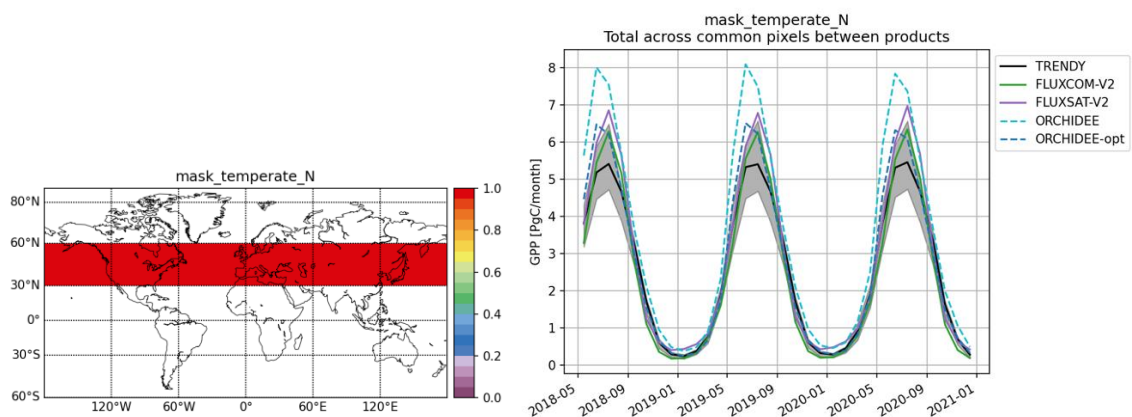 mask_temperate_N
80°N
60°N
30°N
0°
30°S
60°S
120°W
60°W
0°
60°E
120°E
1.0
0.8
0.6
0.4
0.2
0.0
mask_temperate_N
Total across common pixels between products
GPP [PgC/month]
8
7
6
5
4
3
2
1
0
2018-05
2018-09
2019-01
2019-05
2019-09
2020-01
2020-05
2020-09
2021-01
TRENDY
FLUXCOM-V2
FLUXSAT-V2
ORCHIDEE
ORCHIDEE-opt